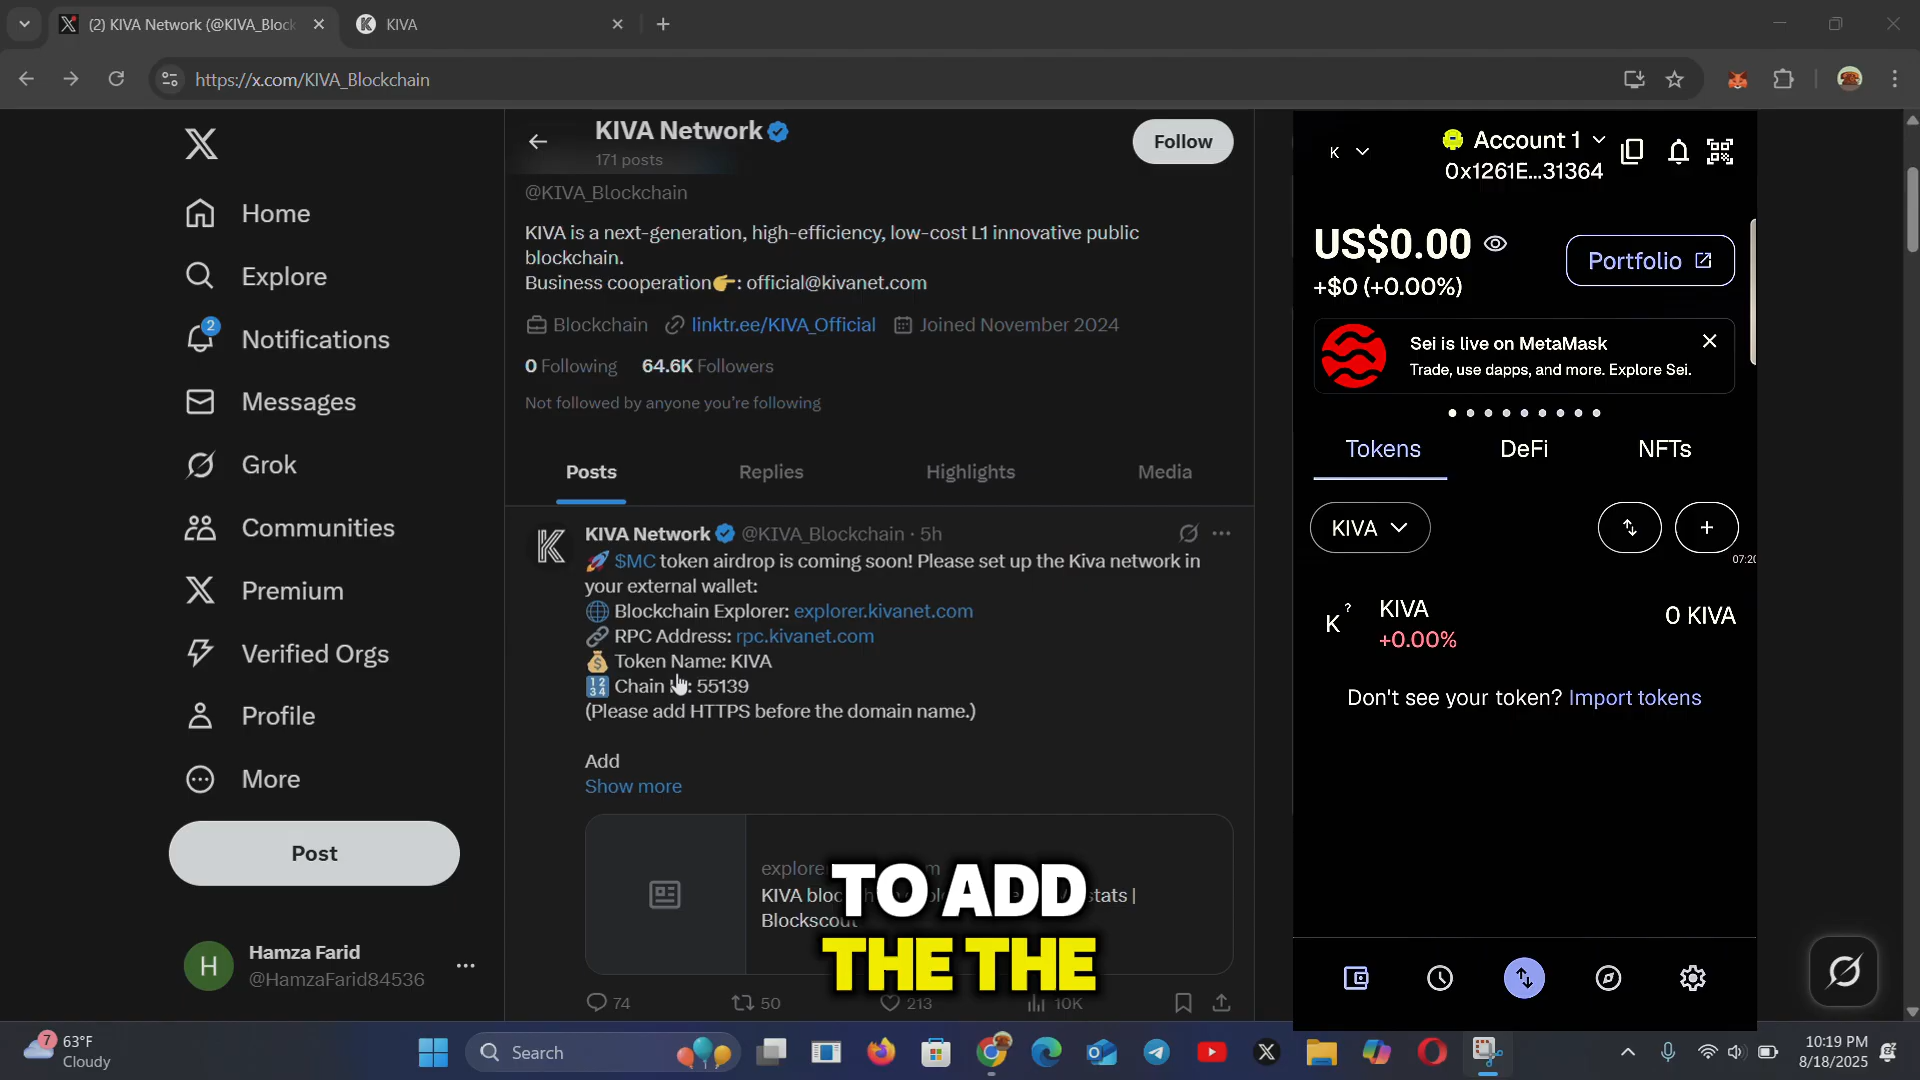 (2) KIVA Network (@KIVA_Block
KIVA
https://x.com/KIVA_Blockchain
Home
Explore
2
Notifications
Messages
Grok
Communities
Premium
Verified Orgs
Profile
More
Post
H
Hamza Farid
@HamzaFarid84536
KIVA Network
171 posts
Follow
@KIVA_Blockchain
KIVA is a next-generation, high-efficiency, low-cost L1 innovative public
blockchain.
Business cooperation👉: official@kivanet.com
Blockchain linktr.ee/KIVA_Official Joined November 2024
0 Following 64.6K Followers
Not followed by anyone you're following
Posts Replies Highlights Media
KIVA Network @KIVA_Blockchain · 5h
🚀 $MC token airdrop is coming soon! Please set up the Kiva network in
your external wallet:
🌐 Blockchain Explorer: explorer.kivanet.com
🔗 RPC Address: rpc.kivanet.com
💰 Token Name: KIVA
🔢 Chain : 55139
(Please add HTTPS before the domain name.)
Add
Show more
KIVA stats |
Blockscout
74 50 213 10K
TO ADD
THE THE
K
Account 1
0x1261E...31364
US$0.00
+$0 (+0.00%)
Portfolio
Sei is live on MetaMask
Trade, use dapps, and more. Explore Sei.
Tokens DeFi NFTs
KIVA
07:20
K
?
KIVA
+0.00%
0 KIVA
Don't see your token? Import tokens
7
63°F
Cloudy
Search
10:19 PM
8/18/2025